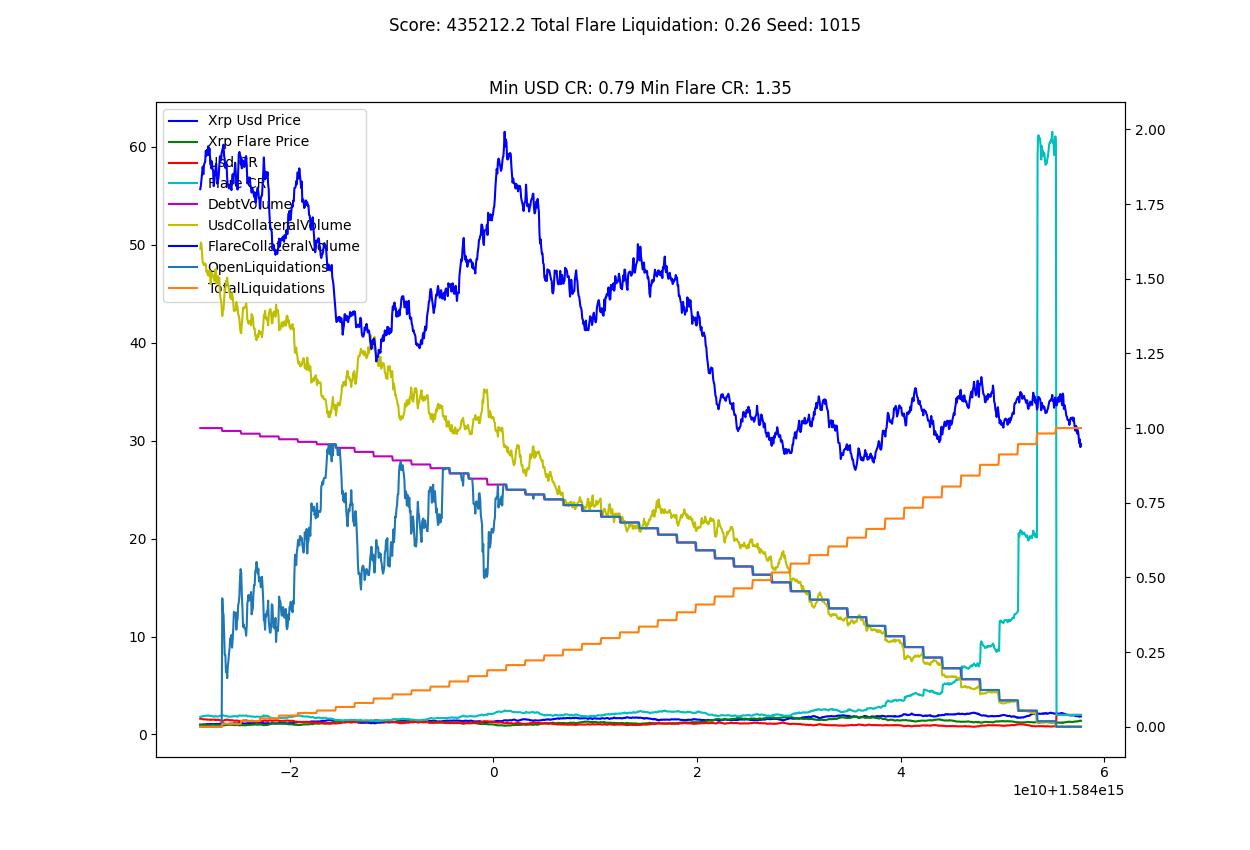 Score: 435212.2 Total Flare Liquidation: 0.26 Seed: 1015
Min USD CR: 0.79 Min Flare CR: 1.35
Xrp Usd Price
Xrp Flare Price
Usd CR
Flare CR
DebtVolume
UsdCollateralVolume
FlareCollateralVolume
OpenLiquidations
TotalLiquidations
60
50
40
30
20
10
0
2.00
1.75
1.50
1.25
1.00
0.75
0.50
0.25
0.00
−2
0
2
4
6
1e10+1.584e15